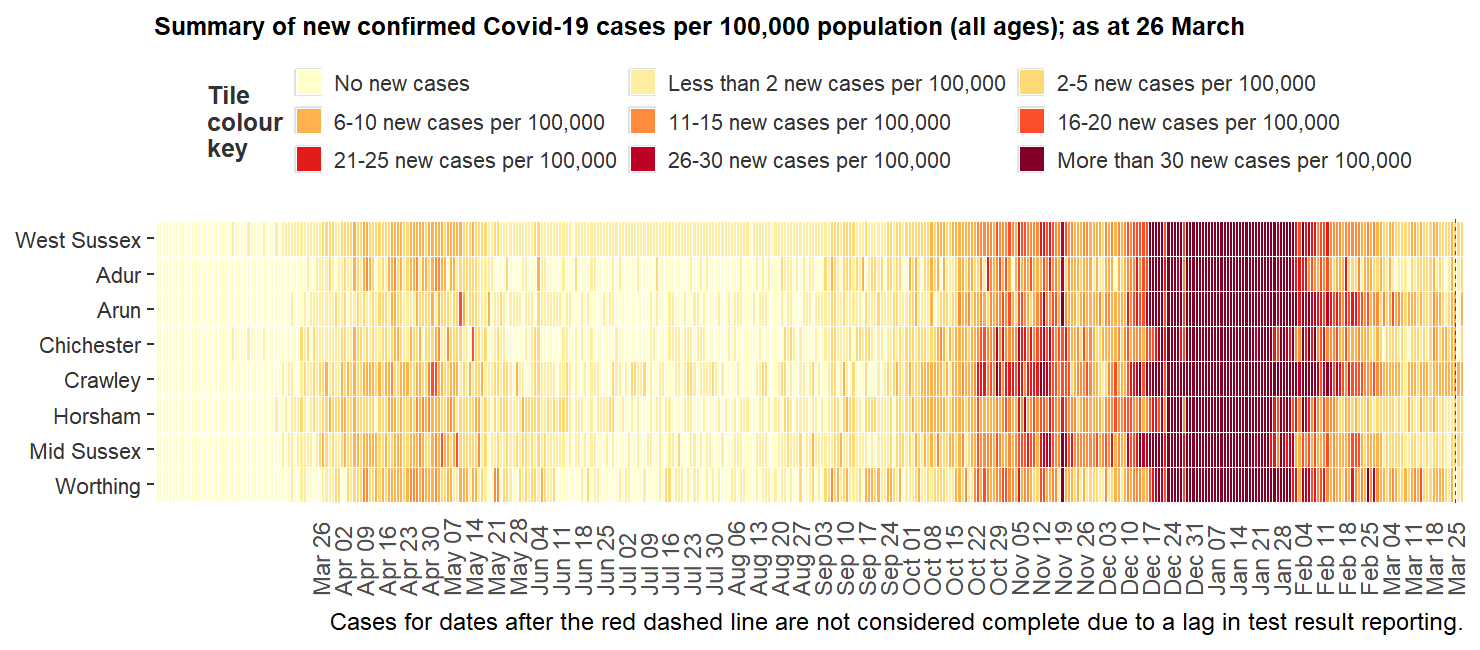 Summary of new confirmed Covid-19 cases per 100,000 population (all ages); as at 26 March
Tile colour key
No new cases
Less than 2 new cases per 100,000
2-5 new cases per 100,000
6-10 new cases per 100,000
11-15 new cases per 100,000
16-20 new cases per 100,000
21-25 new cases per 100,000
26-30 new cases per 100,000
More than 30 new cases per 100,000
West Sussex
Adur
Arun
Chichester
Crawley
Horsham
Mid Sussex
Worthing
Mar 26
Apr 02
Apr 09
Apr 16
Apr 23
Apr 30
May 07
May 14
May 21
May 28
Jun 04
Jun 11
Jun 18
Jun 25
Jul 02
Jul 09
Jul 16
Jul 23
Jul 30
Aug 06
Aug 13
Aug 20
Aug 27
Sep 03
Sep 10
Sep 17
Sep 24
Oct 01
Oct 08
Oct 15
Oct 22
Oct 29
Nov 05
Nov 12
Nov 19
Nov 26
Dec 03
Dec 10
Dec 17
Dec 24
Dec 31
Jan 07
Jan 14
Jan 21
Jan 28
Feb 04
Feb 11
Feb 18
Feb 25
Mar 04
Mar 11
Mar 18
Mar 25
Cases for dates after the red dashed line are not considered complete due to a lag in test result reporting.